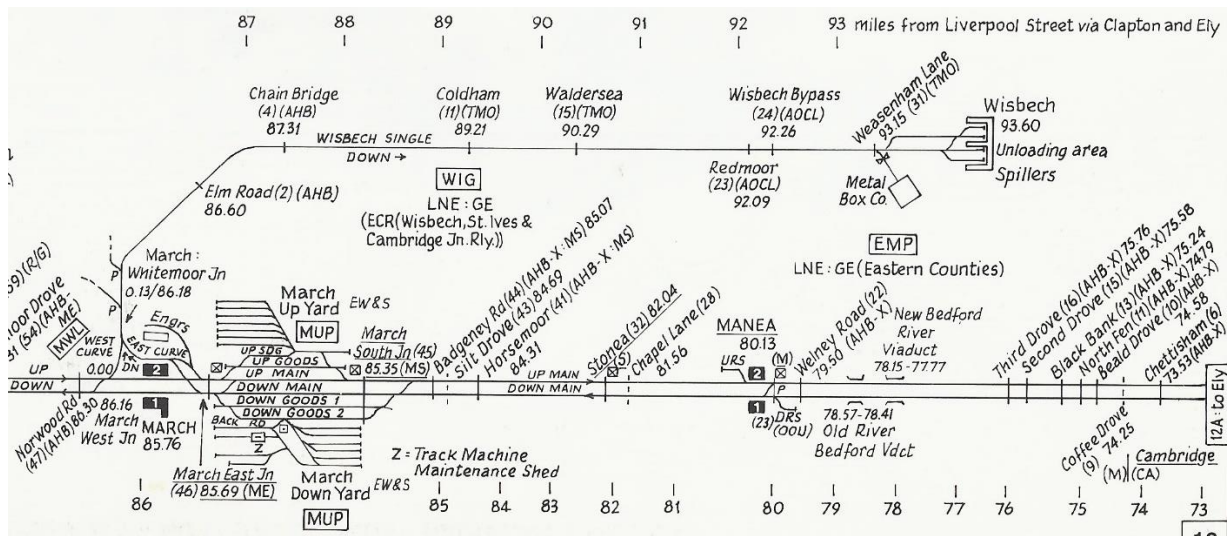 87 88 89 90 91 92 93 miles from Liverpool Street via Clapton and Ely
Chain Bridge
(4)(AHB)
87.31
Coldham
(11)(TMO)
89.21
Waldersea
(15)(TMO)
90.29
Wisbech Bypass
(24)(AOCL)
92.26
Weasenham Lane
93.15 (31)(TMO)
Wisbech
93.60
Unloading area
Spillers
WISBECH SINGLE
DOWN →
Redmoor
(23)(AOCL)
92.09
Metal
Box Co.
Elm Road (2)(AHB)
86.60
WIG
LNE: GE
(ECR(Wisbech, St. Ives &
Cambridge Jn. Rly.))
EMP
LNE: GE (Eastern Counties)
P
P
March:
Whitemoor Jn
0.13/86.18
69)(R/G)
oor Drove
31 (54)(AHB-
ME)
MWL
WEST
CURVE
0.00
DN
Engrs
EAST CURVE
2
1
March
Up Yard
EW&S
MUP
UP SDG
UP GOODS
UP MAIN
DOWN MAIN
DOWN GOODS 1
DOWN GOODS 2
BACK RD
Z
March
South Jn (45)
85.35 (MS)
Badgeney Rd (44)(AHB-X:MS) 85.07
Silt Drove (43) 84.69
Horsemoor (41)(AHB-X:MS)
84.31
Stonea (32) 82.04
(S)
Chapel Lane (28)
81.56
MANEA
80.13
URS
2
(M)
P
1
(23)
DRS
(OOU)
Welney Road (22)
79.50 (AHB-X)
New Bedford
River
Viaduct
78.15-77.77
78.57-78.41
Old River
Bedford Vdct
Third Drove (16)(AHB-X) 75.76
Second Drove (15)(AHB-X) 75.58
Black Bank (13)(AHB-X) 75.24
North Fen (11)(AHB-X) 74.79
Beald Drove (10)(AHB-X)
74.58
Chettisham (6)
73.53 (AHB-X)
Coffee Drove
(9) 74.25
Cambridge
(M) (CA)
12A: to Ely
UP →
DOWN
UP MAIN
DOWN MAIN
Norwood Rd
(47)(AHB) 86.30
86.16
March
West Jn
MARCH
85.76
March East Jn
(46) 85.69 (ME)
March
Down Yard
EW&S
MUP
Z = Track Machine
Maintenance Shed
86 85 84 83 82 81 80 79 78 77 76 75 74 73